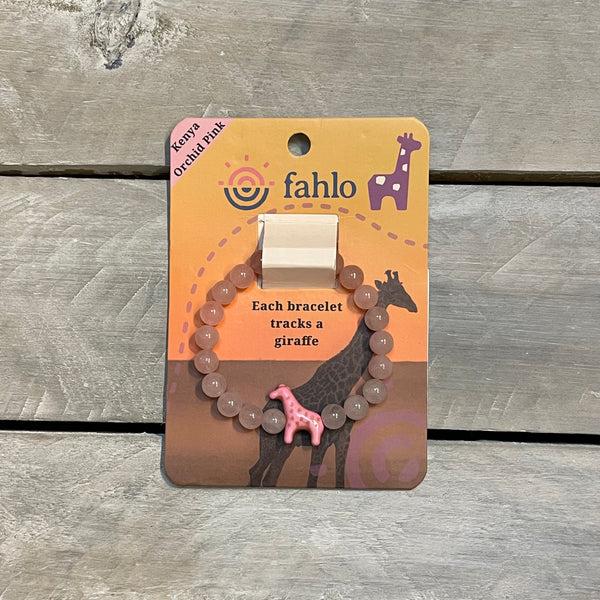 Kenya
Orchid Pink
fahlo
Each bracelet
tracks a
giraffe